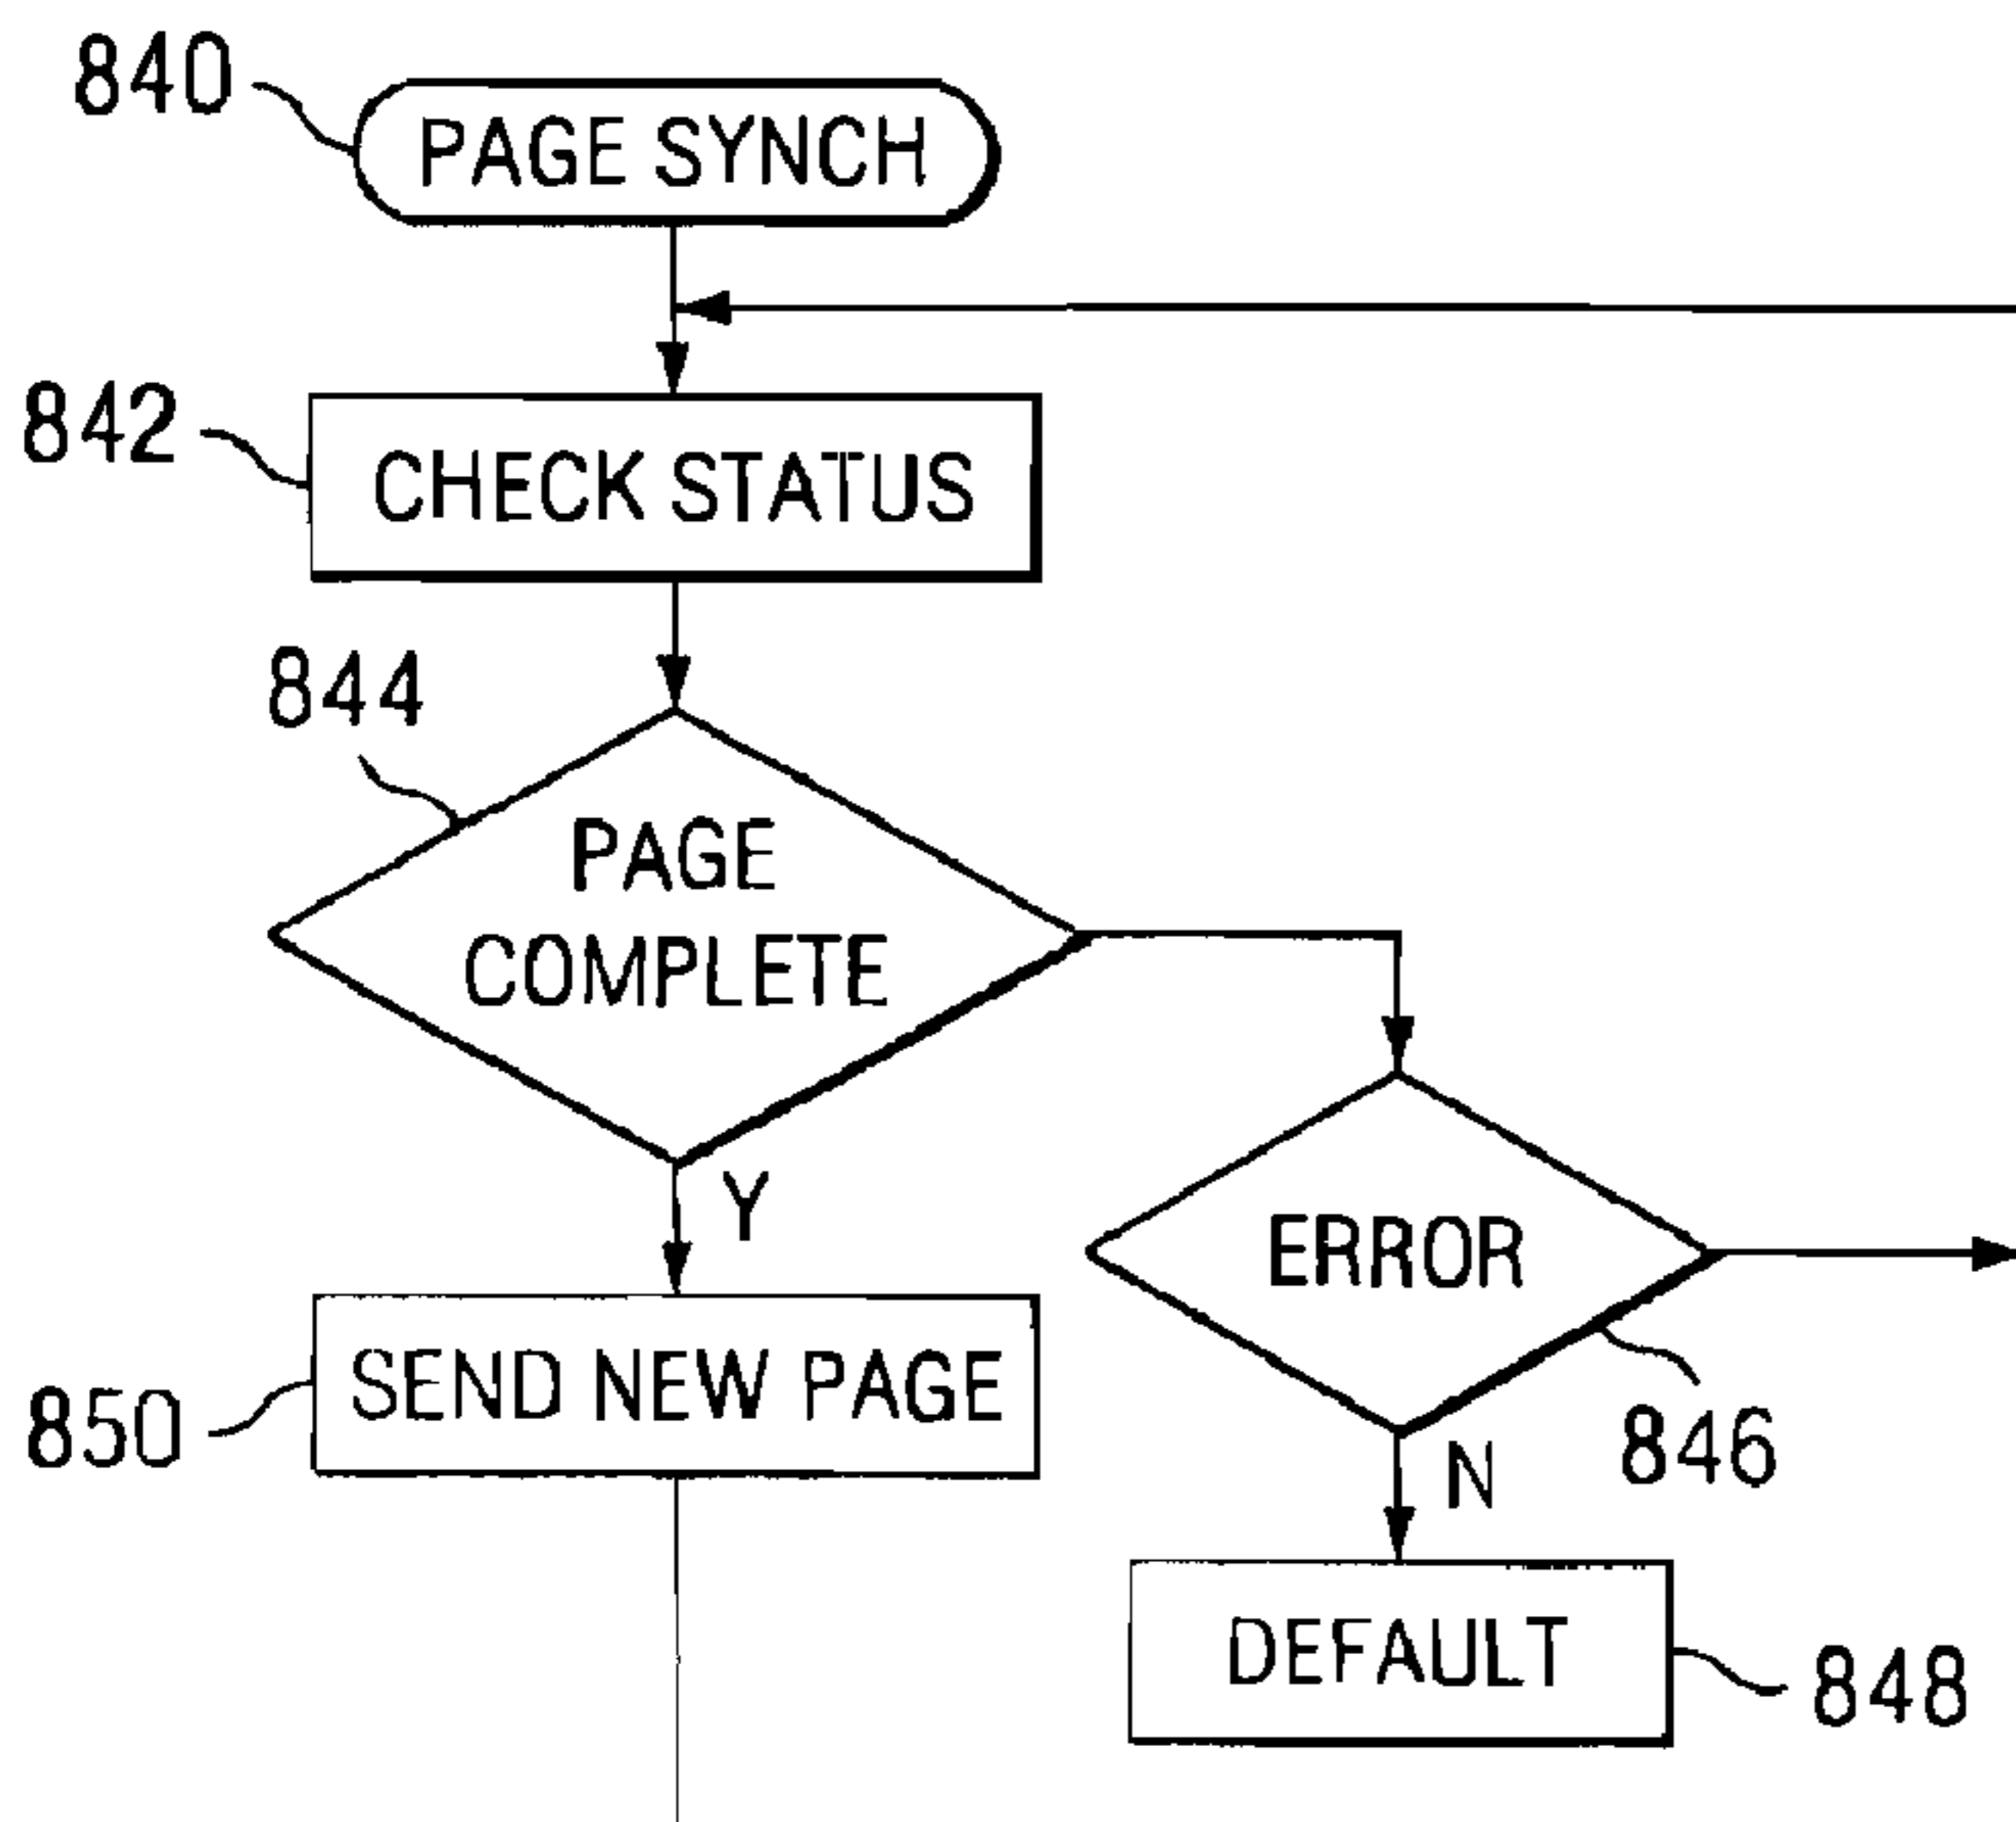 840
PAGE SYNCH
842
CHECK STATUS
844
PAGE
COMPLETE
Y
ERROR
846
N
850
SEND NEW PAGE
DEFAULT
848